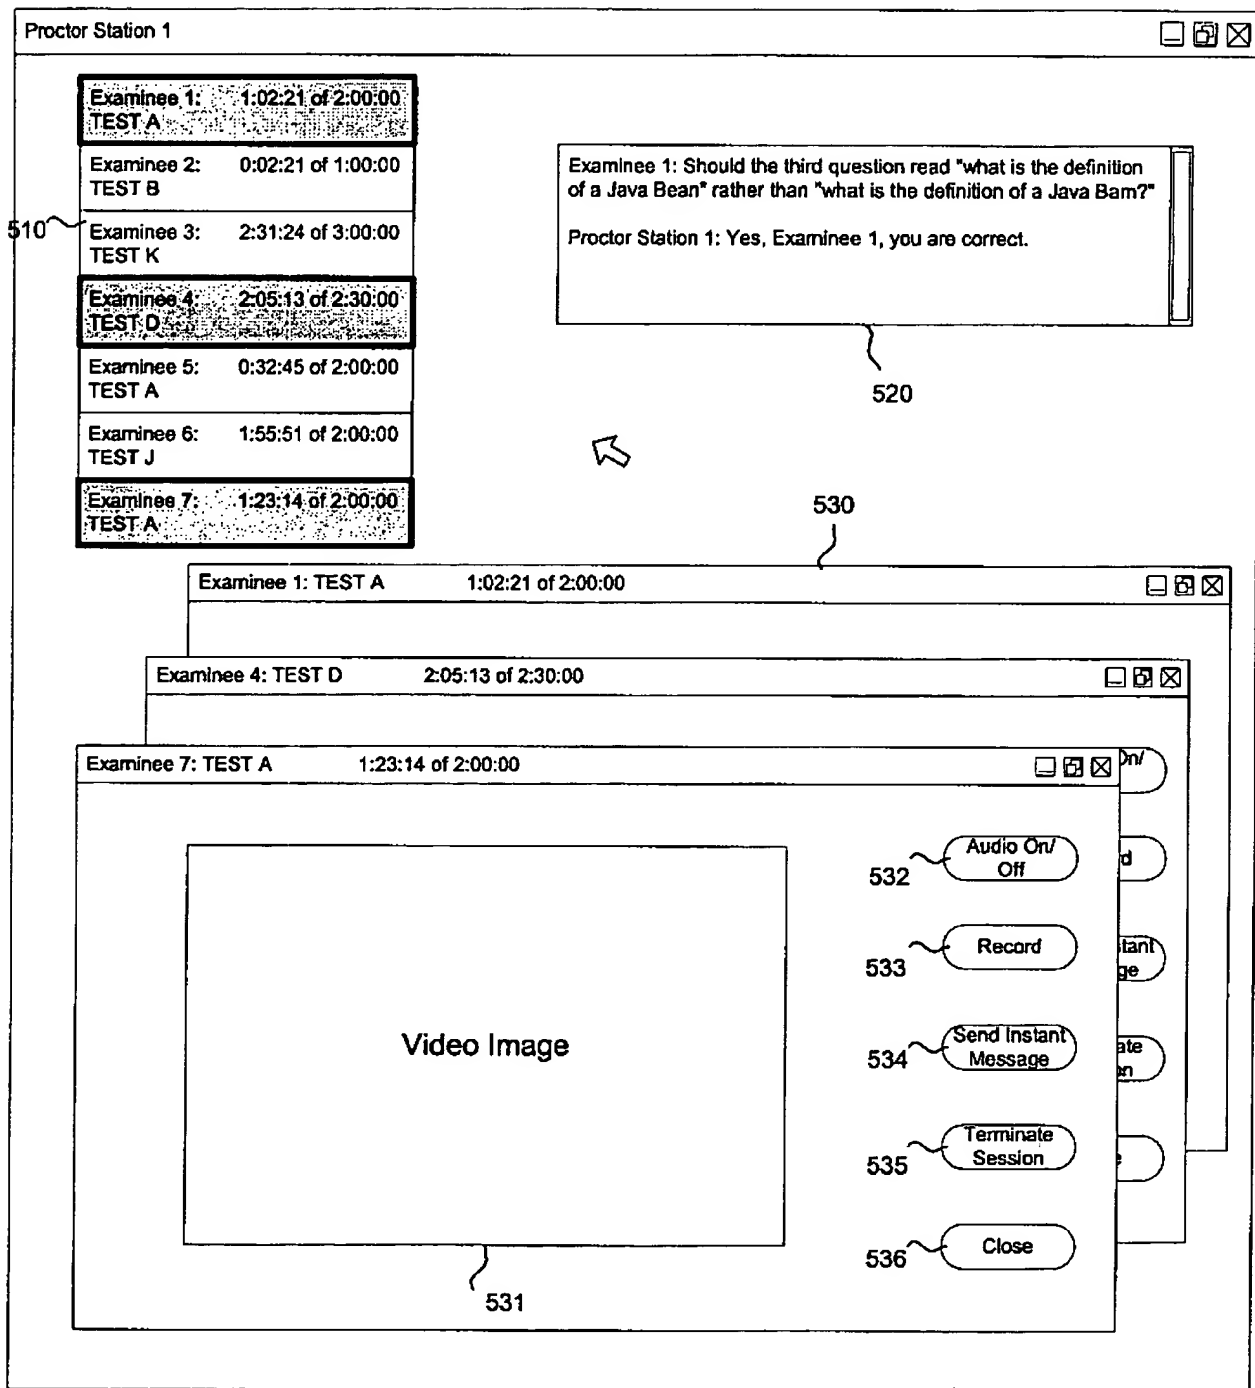 Proctor Station 1
Examinee 1: 1:02:21 of 2:00:00
TEST A
Examinee 2: 0:02:21 of 1:00:00
TEST B
510
Examinee 3: 2:31:24 of 3:00:00
TEST K
Examinee 4: 2:05:13 of 2:30:00
TEST D
Examinee 5: 0:32:45 of 2:00:00
TEST A
Examinee 6: 1:55:51 of 2:00:00
TEST J
Examinee 7: 1:23:14 of 2:00:00
TEST A
Examinee 1: Should the third question read "what is the definition
of a Java Bean" rather than "what is the definition of a Java Bam?"
Proctor Station 1: Yes, Examinee 1, you are correct.
520
530
Examinee 1: TEST A 1:02:21 of 2:00:00
Examinee 4: TEST D 2:05:13 of 2:30:00
Examinee 7: TEST A 1:23:14 of 2:00:00
Video Image
531
532
Audio On/
Off
533
Record
534
Send Instant
Message
535
Terminate
Session
536
Close
On/
rd
stant
ge
ate
on
e